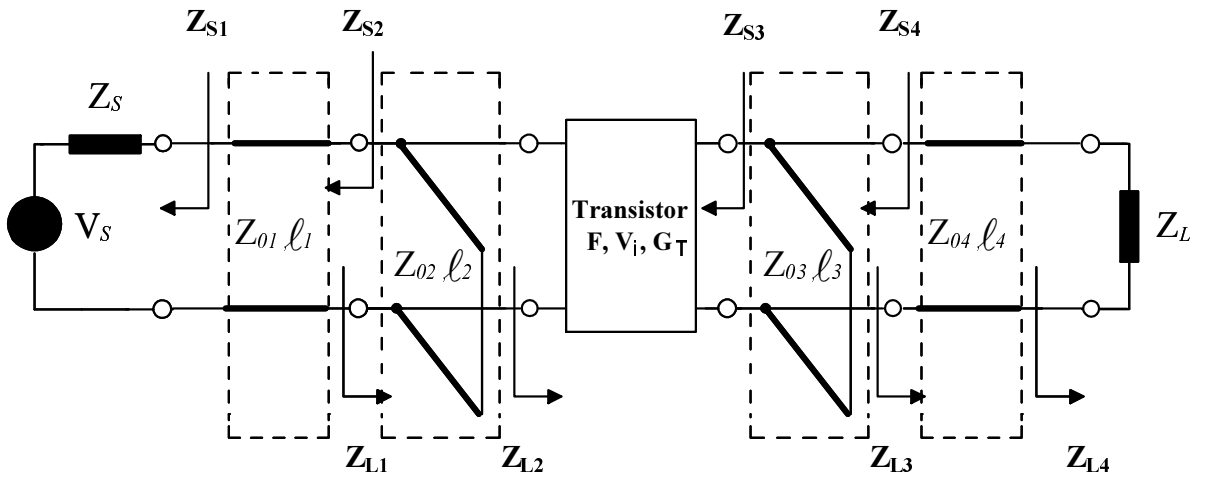 Z_S1 Z_S2 Z_S3 Z_S4
Z_S
V_S
Z_01 ℓ_1
Z_02 ℓ_2
Transistor
F, V_i, G_T
Z_03 ℓ_3
Z_04 ℓ_4
Z_L
Z_L1 Z_L2 Z_L3 Z_L4